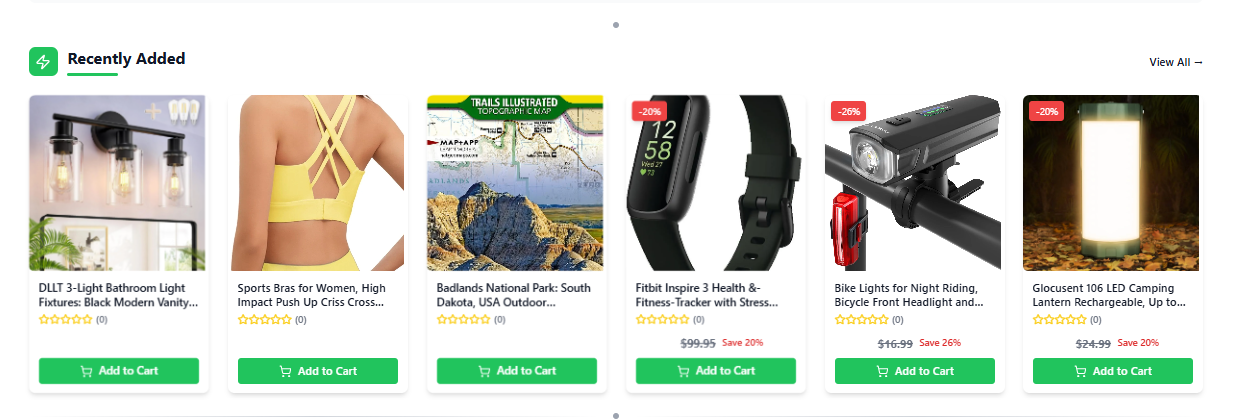 Recently Added
View All →
TRAILS ILLUSTRATED
TOPOGRAPHIC MAP
MAP+APP
-20%
12
58
Wed 27
73
-26%
-20%
DLLT 3-Light Bathroom Light
Fixtures: Black Modern Vanity...
(0)
Add to Cart
Sports Bras for Women, High
Impact Push Up Criss Cross...
(0)
Add to Cart
Badlands National Park: South
Dakota, USA Outdoor...
(0)
Add to Cart
Fitbit Inspire 3 Health &-
Fitness-Tracker with Stress...
(0)
$99.95 Save 20%
Add to Cart
Bike Lights for Night Riding,
Bicycle Front Headlight and...
(0)
$16.99 Save 26%
Add to Cart
Glocusent 106 LED Camping
Lantern Rechargeable, Up to...
(0)
$24.99 Save 20%
Add to Cart